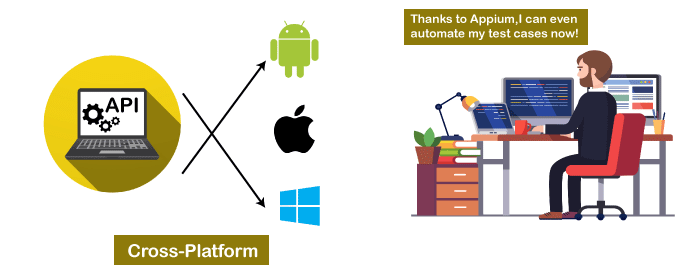 API
Cross-Platform
Thanks to Appium,I can even
automate my test cases now!